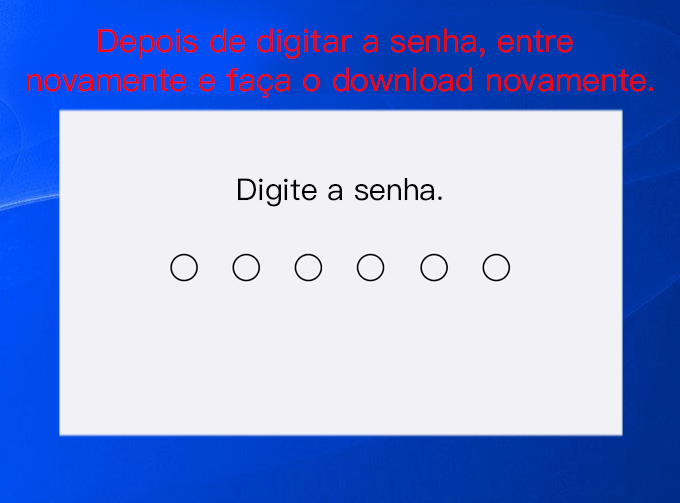 Depois de digitar a senha, entre
novamente e faça o download novamente.
Digite a senha.